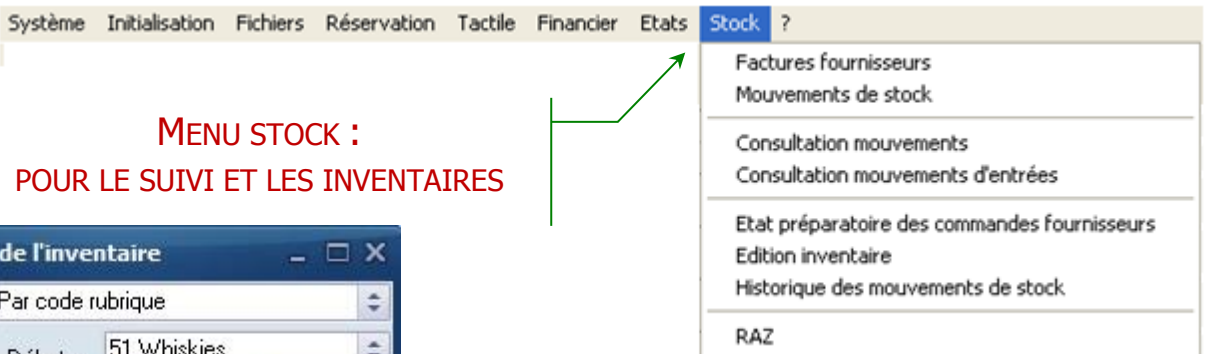 Système Initialisation Fichiers Réservation Tactile Financier Etats Stock ?
Factures fournisseurs
Mouvements de stock
MENU STOCK :
POUR LE SUIVI ET LES INVENTAIRES
Consultation mouvements
Consultation mouvements d'entrées
Etat préparatoire des commandes fournisseurs
Edition inventaire
Historique des mouvements de stock
RAZ
de l'inventaire
Par code rubrique
51 Whiskies